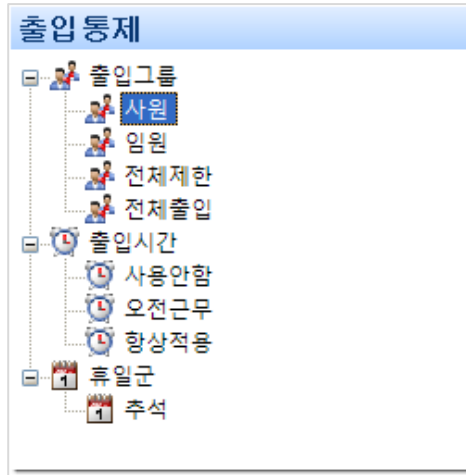 출입통제
출입그룹
사원
임원
전체제한
전체출입
출입시간
사용안함
오전근무
항상적용
휴일군
추석